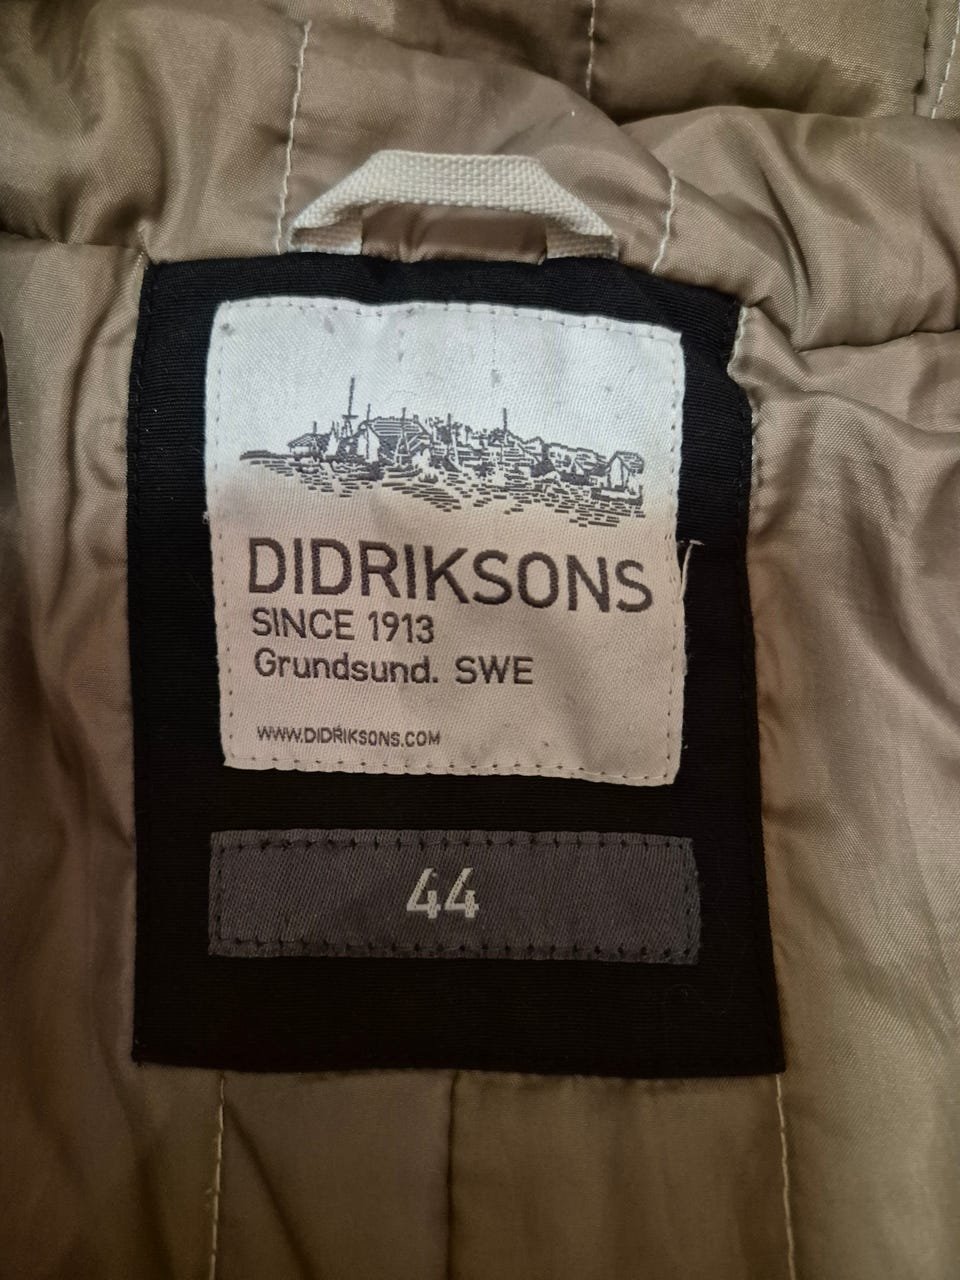 DIDRIKSONS
SINCE 1913
Grundsund. SWE
WWW.DIDRIKSONS.COM
44